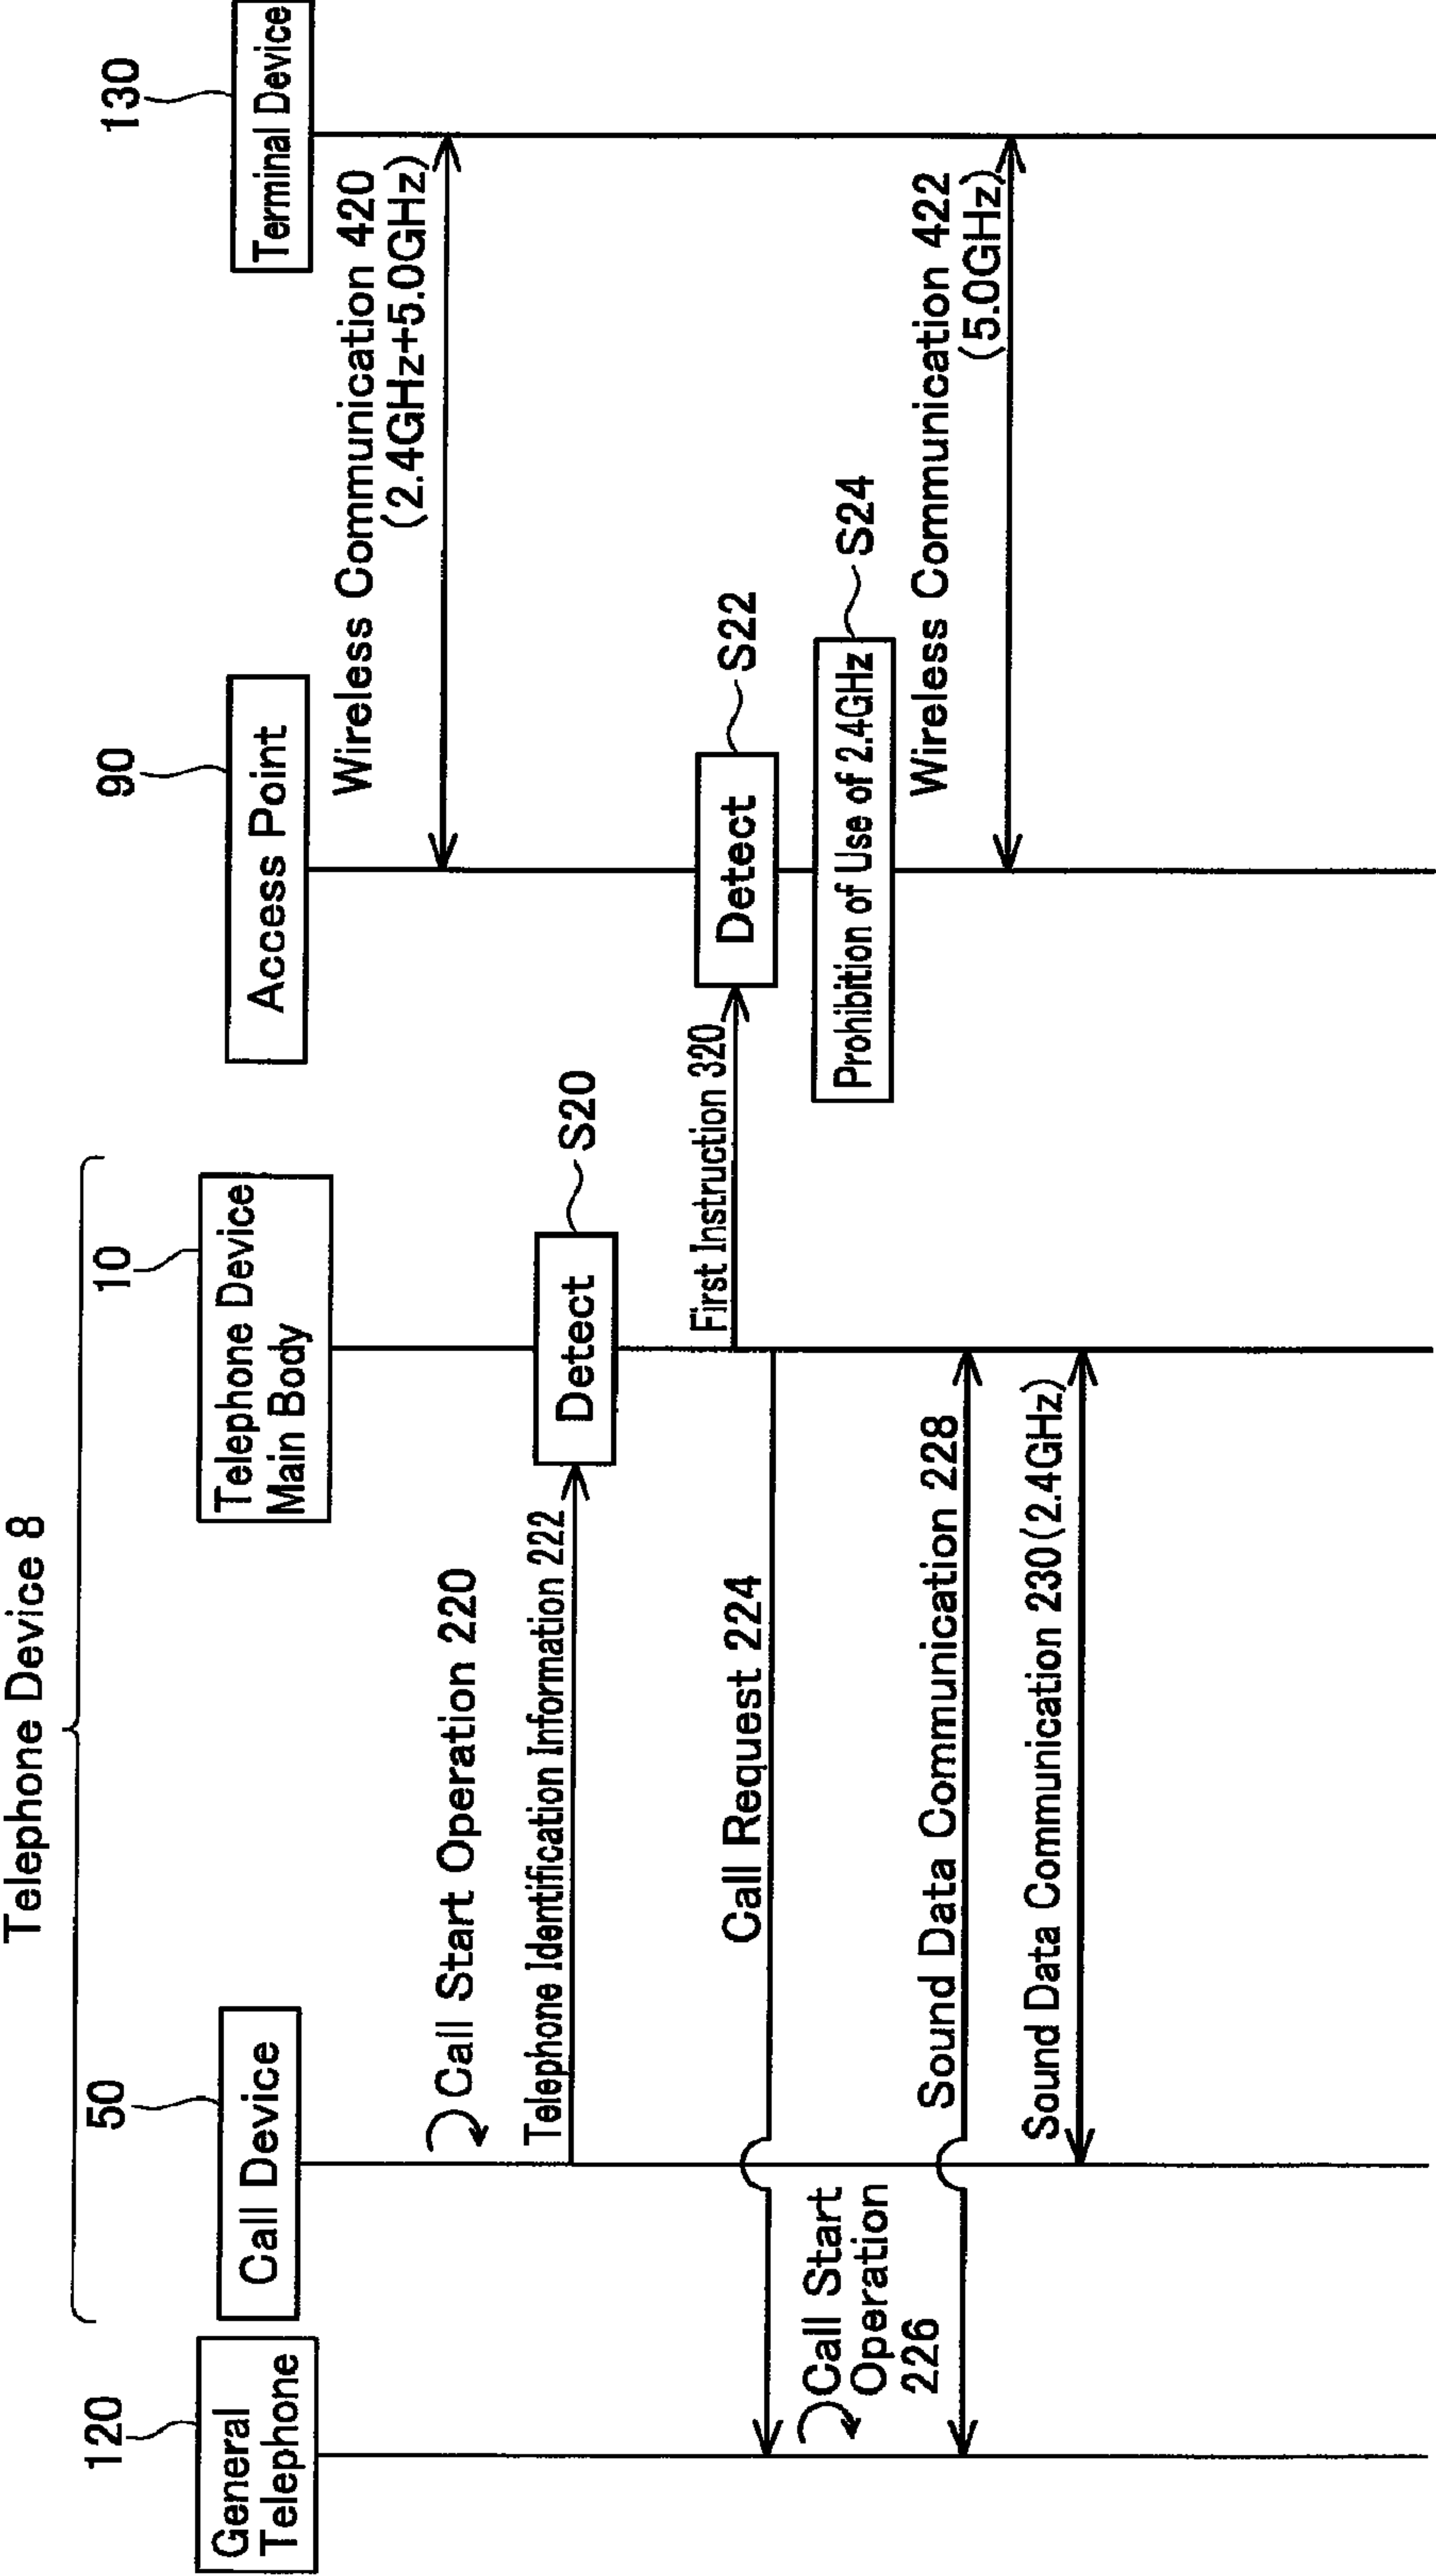 Telephone Device 8
120
50
10
90
130
General
Telephone
Call Device
Telephone Device
Main Body
Access Point
Terminal Device
Wireless Communication 420
(2.4GHz+5.0GHz)
Call Start Operation 220
Telephone Identification Information 222
Detect
S20
First Instruction 320
Detect
S22
Call Request 224
Prohibition of Use of 2.4GHz
S24
Call Start
Operation
226
Sound Data Communication 228
Wireless Communication 422
(5.0GHz)
Sound Data Communication 230(2.4GHz)